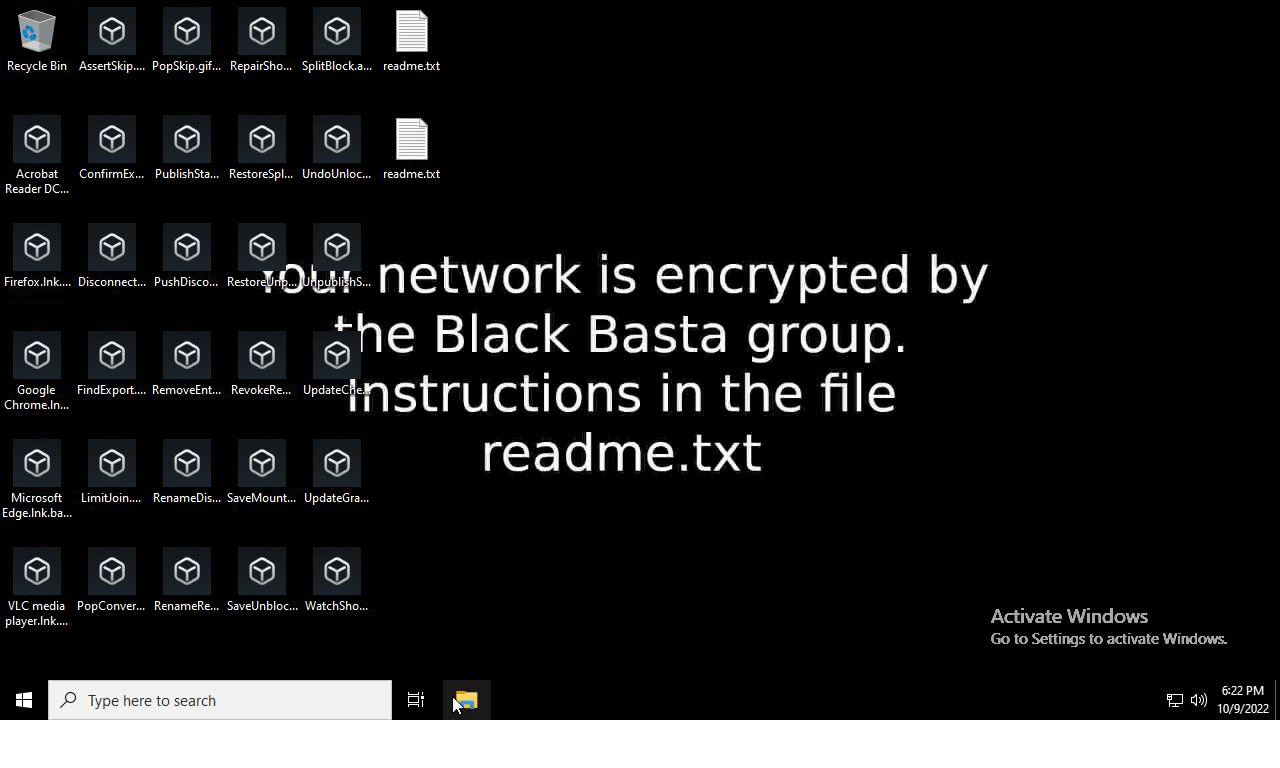 Recycle Bin
AssertSkip....
PopSkip.gif...
RepairSho...
SplitBlock.a...
readme.txt
Acrobat
Reader DC...
ConfirmEx...
PublishSta...
RestoreSpl...
UndoUnloc...
readme.txt
Firefox.lnk....
Disconnect...
PushDisco...
RestoreUnp...
UnpublishS...
Your network is encrypted by
the Black Basta group.
Instructions in the file
readme.txt
Google
Chrome.ln...
FindExport....
RemoveEnt...
RevokeRe...
UpdateChe...
Microsoft
Edge.lnk.ba...
LimitJoin....
RenameDis...
SaveMount...
UpdateGra...
VLC media
player.lnk....
PopConver...
RenameRe...
SaveUnbloc...
WatchSho...
Activate Windows
Go to Settings to activate Windows.
Type here to search
6:22 PM
10/9/2022